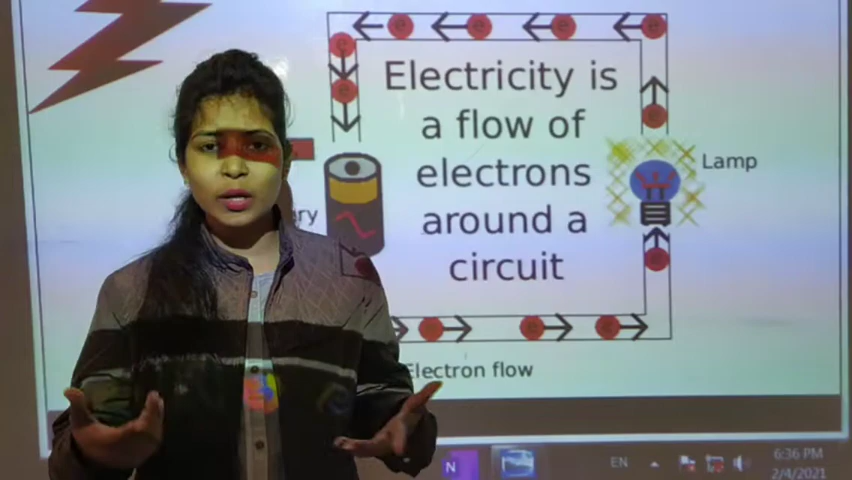 Electricity is
a flow of
electrons
around a
circuit
Lamp
Electron flow
EN
6:36 PM
2/4/2021